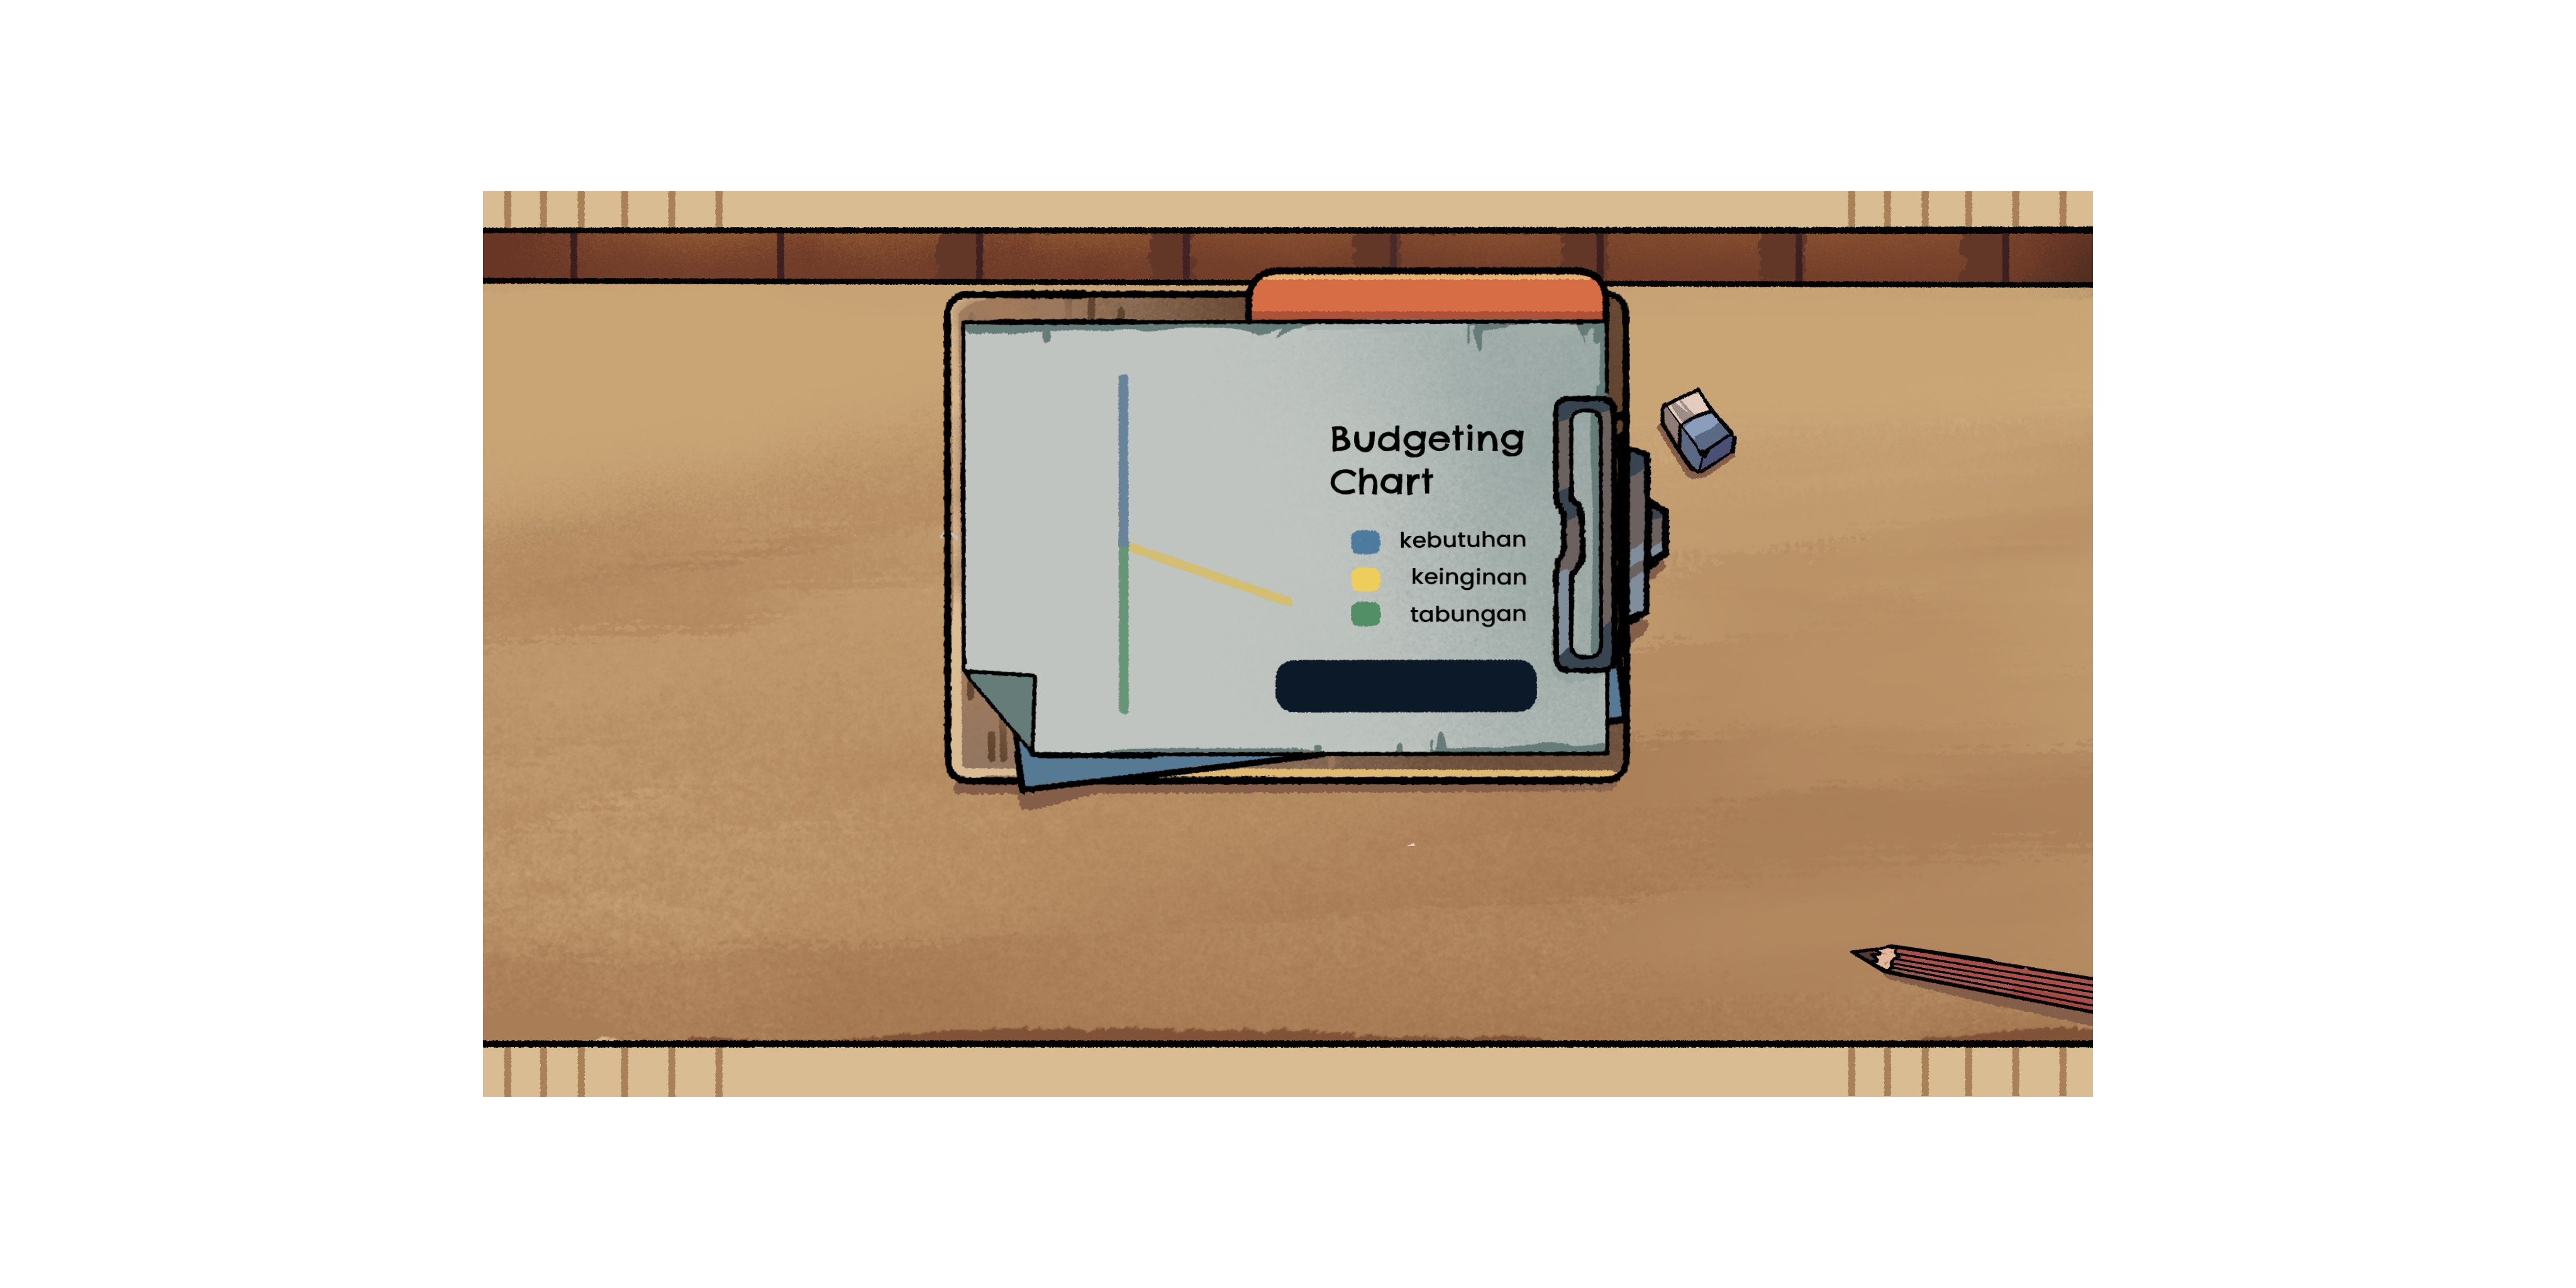 Budgeting
Chart
kebutuhan
keinginan
tabungan